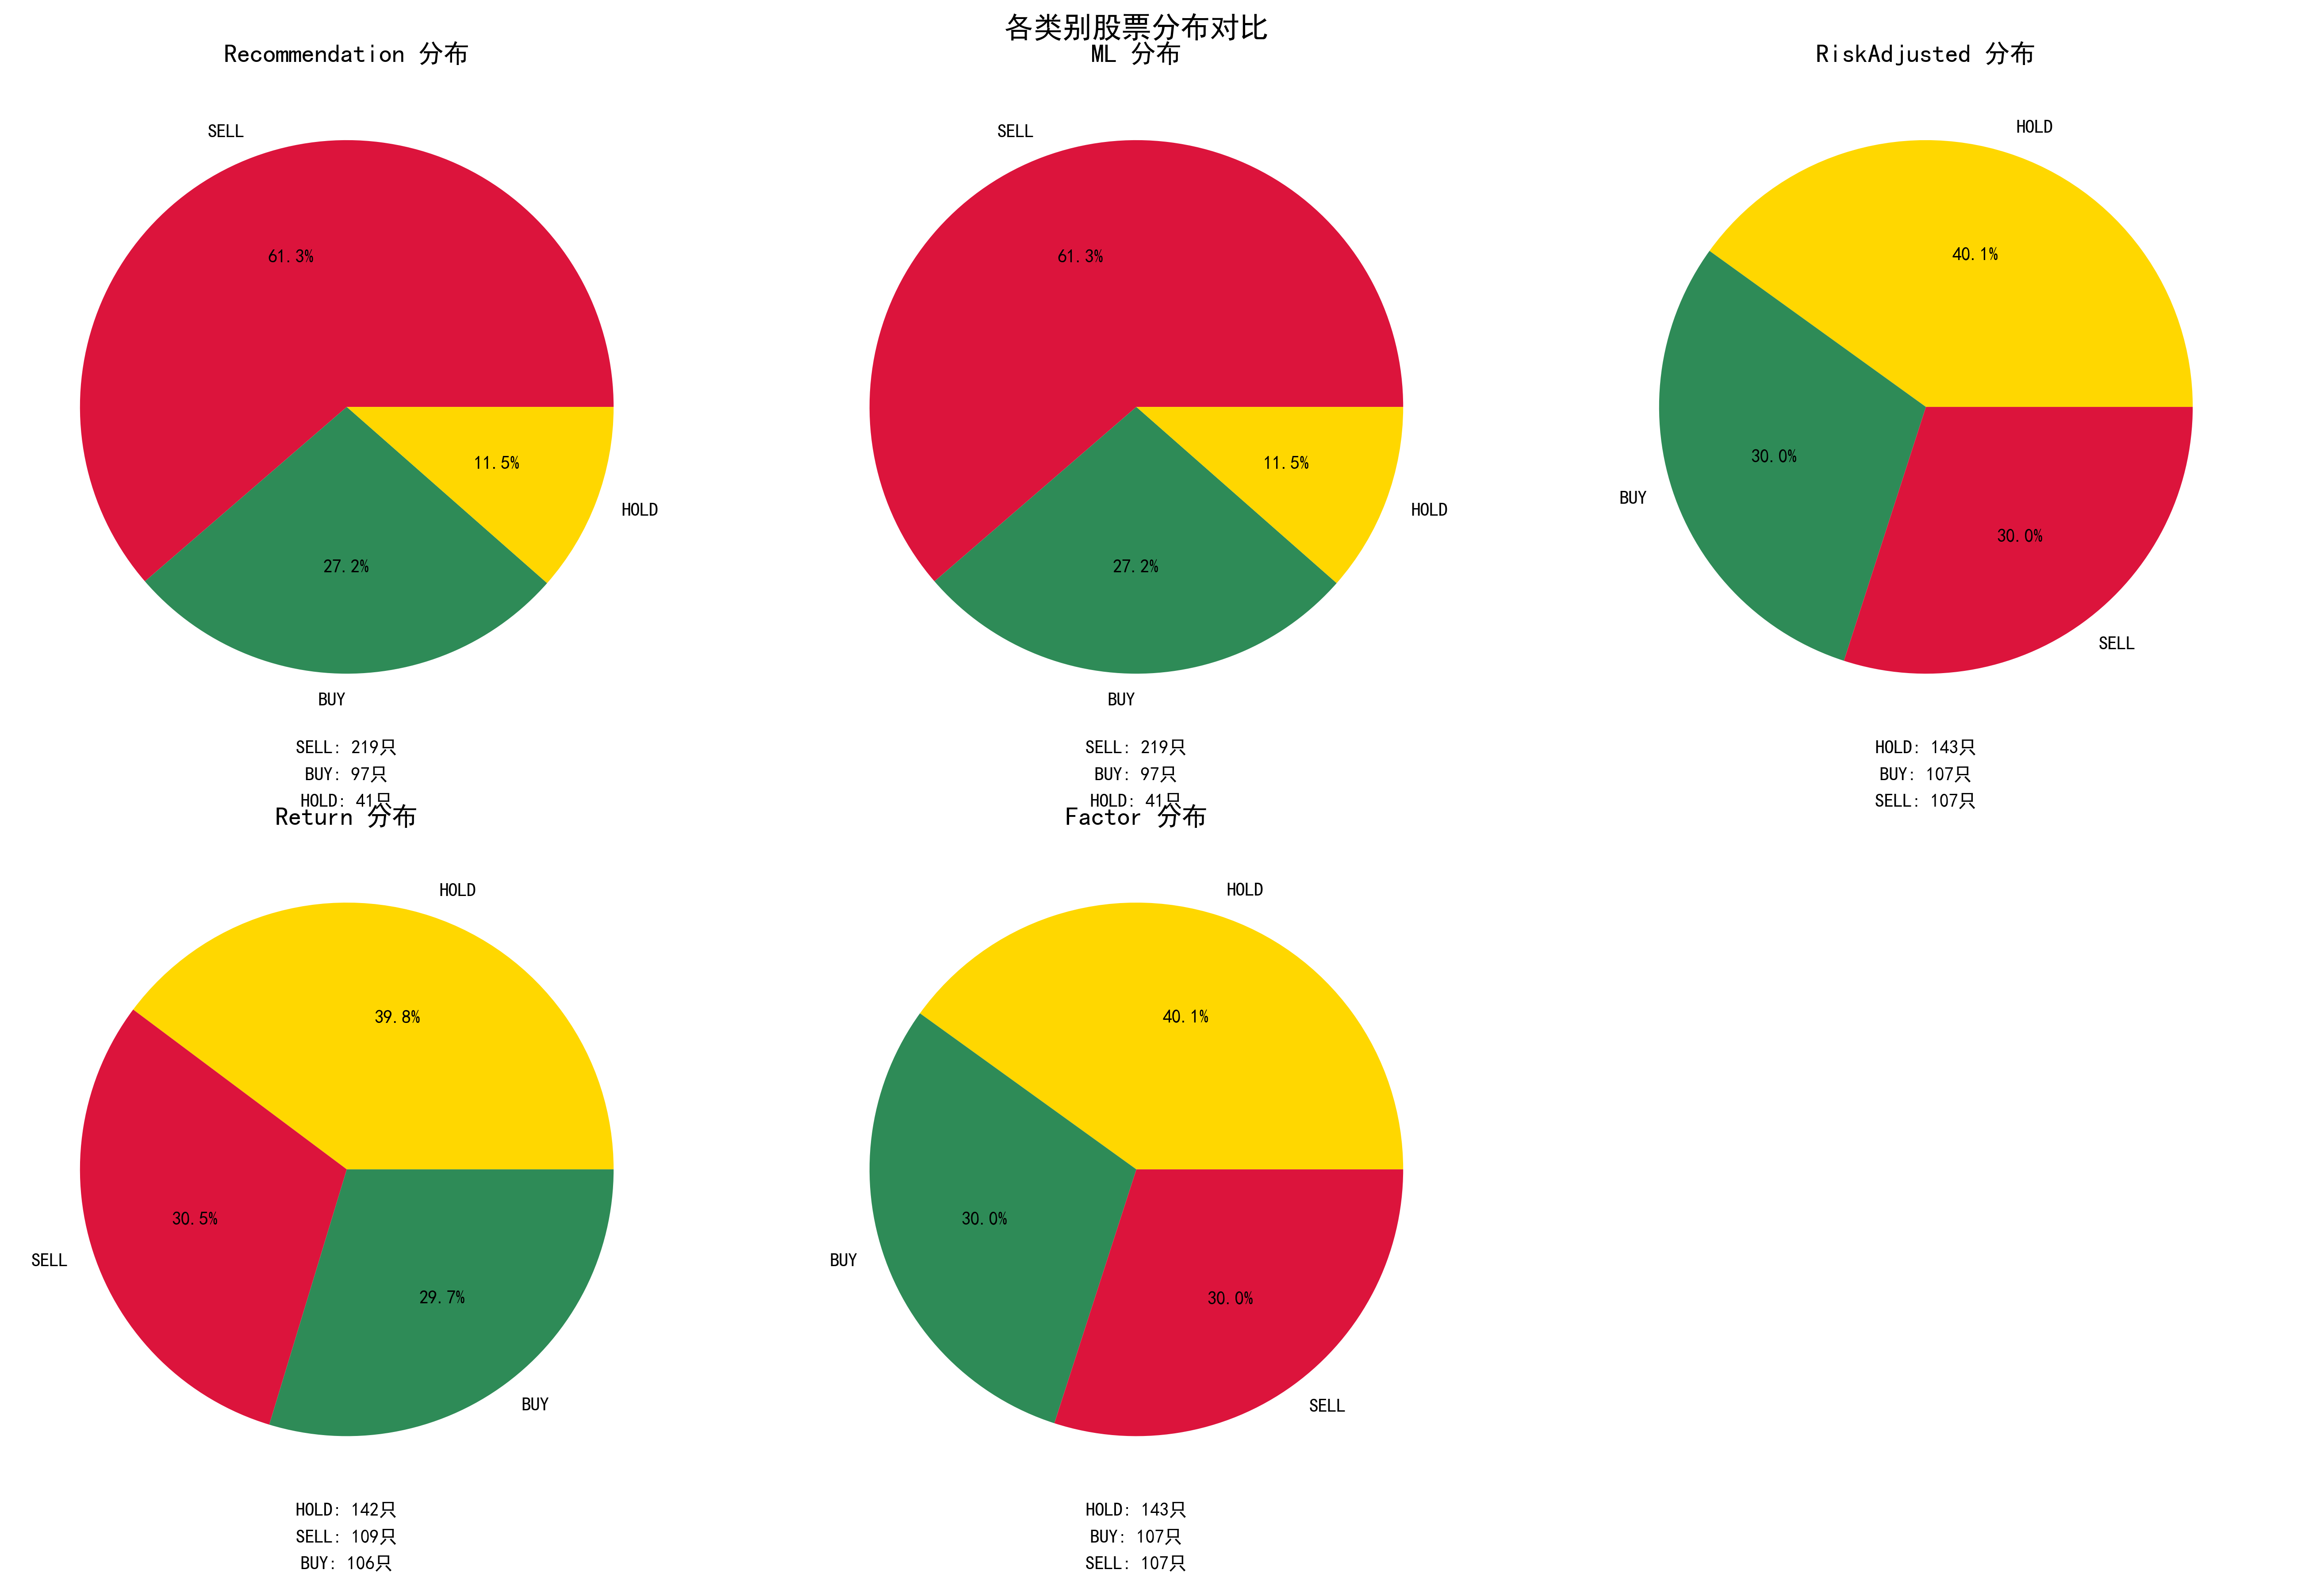 各类别股票分布对比
Recommendation 分布
SELL
61.3%
11.5%
HOLD
27.2%
BUY
SELL: 219只
BUY: 97只
HOLD: 41只
ML 分布
SELL
61.3%
11.5%
HOLD
27.2%
BUY
SELL: 219只
BUY: 97只
HOLD: 41只
RiskAdjusted 分布
HOLD
40.1%
30.0%
BUY
30.0%
SELL
HOLD: 143只
BUY: 107只
SELL: 107只
Return 分布
HOLD
39.8%
30.5%
SELL
29.7%
BUY
HOLD: 142只
SELL: 109只
BUY: 106只
Factor 分布
HOLD
40.1%
30.0%
BUY
30.0%
SELL
HOLD: 143只
BUY: 107只
SELL: 107只